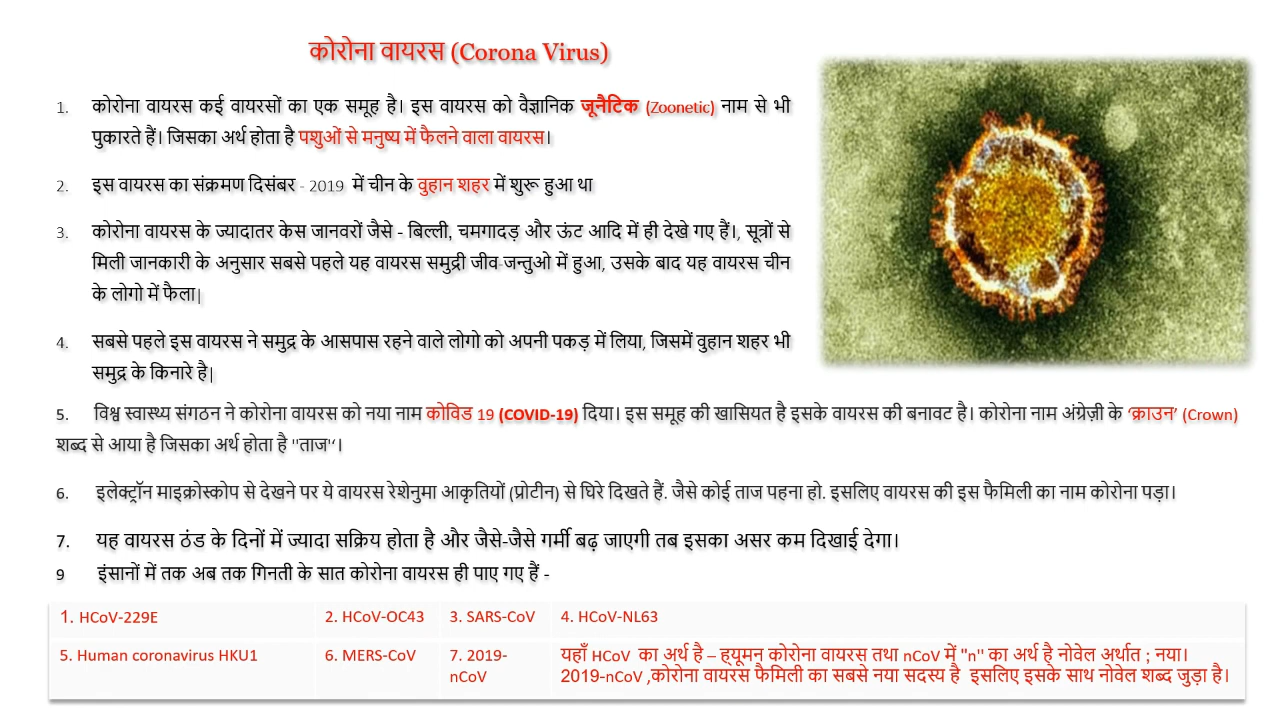 कोरोना वायरस (Corona Virus)
1. कोरोना वायरस कई वायरसों का एक समूह है। इस वायरस को वैज्ञानिक जूनैटिक (Zoonetic) नाम से भी
पुकारते हैं। जिसका अर्थ होता है पशुओं से मनुष्य में फैलने वाला वायरस।
2. इस वायरस का संक्रमण दिसंबर - 2019 में चीन के वुहान शहर में शुरू हुआ था
3. कोरोना वायरस के ज्यादातर केस जानवरों जैसे - बिल्ली, चमगादड़ और ऊंट आदि में ही देखे गए हैं।, सूत्रों से
मिली जानकारी के अनुसार सबसे पहले यह वायरस समुद्री जीव-जन्तुओ में हुआ, उसके बाद यह वायरस चीन
के लोगो में फैला|
4. सबसे पहले इस वायरस ने समुद्र के आसपास रहने वाले लोगो को अपनी पकड़ में लिया, जिसमें वुहान शहर भी
समुद्र के किनारे है|
5. विश्व स्वास्थ्य संगठन ने कोरोना वायरस को नया नाम कोविड 19 (COVID-19) दिया। इस समूह की खासियत है इसके वायरस की बनावट है। कोरोना नाम अंग्रेज़ी के ‘क्राउन’ (Crown)
शब्द से आया है जिसका अर्थ होता है "ताज"‘।
6. इलेक्ट्रॉन माइक्रोस्कोप से देखने पर ये वायरस रेशेनुमा आकृतियों (प्रोटीन) से घिरे दिखते हैं. जैसे कोई ताज पहना हो. इसलिए वायरस की इस फैमिली का नाम कोरोना पड़ा।
7. यह वायरस ठंड के दिनों में ज्यादा सक्रिय होता है और जैसे-जैसे गर्मी बढ़ जाएगी तब इसका असर कम दिखाई देगा।
9 इंसानों में तक अब तक गिनती के सात कोरोना वायरस ही पाए गए हैं -
1. HCoV-229E 2. HCoV-OC43 3. SARS-CoV 4. HCoV-NL63
5. Human coronavirus HKU1 6. MERS-CoV 7. 2019-
nCoV
यहाँ HCoV का अर्थ है – ह्यूमन कोरोना वायरस तथा nCoV में "n" का अर्थ है नोवेल अर्थात ; नया।
2019-nCoV ,कोरोना वायरस फैमिली का सबसे नया सदस्य है इसलिए इसके साथ नोवेल शब्द जुड़ा है।